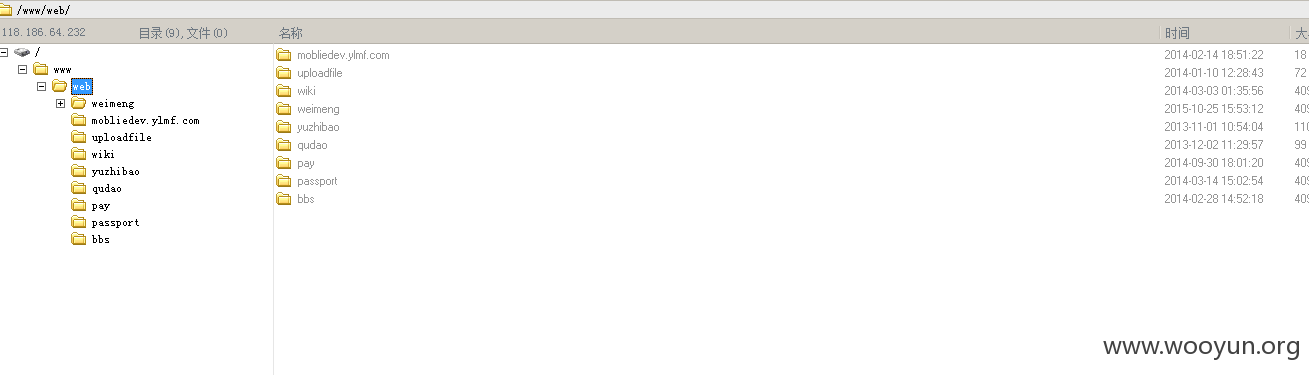 /www/web/
118.186.64.232 目录(9),文件(0) 名称 时间 大
/
www
web
weimeng
mobliedev.ylmf.com
uploadfile
wiki
yuzhibao
qudao
pay
passport
bbs
mobliedev.ylmf.com 2014-02-14 18:51:22 18
uploadfile 2014-01-10 12:28:43 72
wiki 2014-03-03 01:35:56 409
weimeng 2015-10-25 15:53:12 409
yuzhibao 2013-11-01 10:54:04 110
qudao 2013-12-02 11:29:57 99
pay 2014-09-30 18:01:20 409
passport 2014-03-14 15:02:54 409
bbs 2014-02-28 14:52:18 409
www.wooyun.org